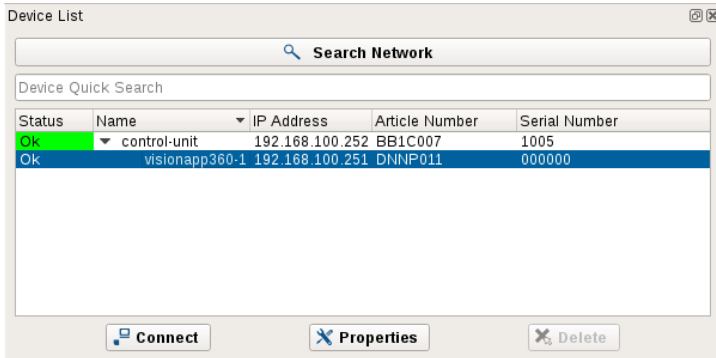 Device List
Search Network
Device Quick Search
Status Name IP Address Article Number Serial Number
Ok control-unit 192.168.100.252 BB1C007 1005
Ok visionapp360-1 192.168.100.251 DNNP011 000000
Connect Properties Delete